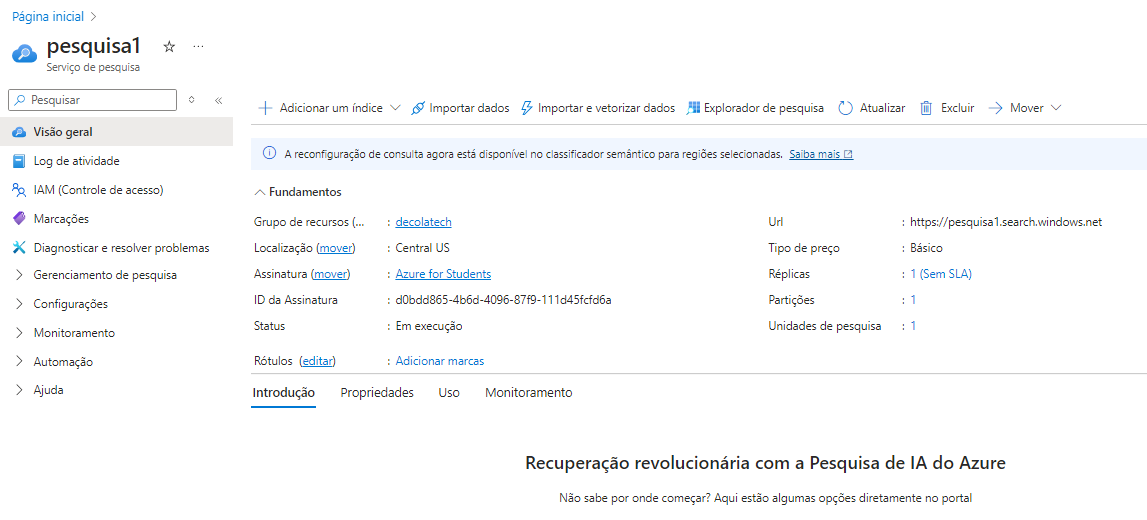 Página inicial
pesquisa1
Serviço de pesquisa
Pesquisar
Visão geral
Log de atividade
IAM (Controle de acesso)
Marcações
Diagnosticar e resolver problemas
Gerenciamento de pesquisa
Configurações
Monitoramento
Automação
Ajuda
Adicionar um índice Importar dados Importar e vetorizar dados Explorador de pesquisa Atualizar Excluir Mover
A reconfiguração de consulta agora está disponível no classificador semântico para regiões selecionadas. Saiba mais
Fundamentos
Grupo de recursos (... : decolatech
Localização (mover) : Central US
Assinatura (mover) : Azure for Students
ID da Assinatura : d0bdd865-4b6d-4096-87f9-111d45fcfd6a
Status : Em execução
Url : https://pesquisa1.search.windows.net
Tipo de preço : Básico
Réplicas : 1 (Sem SLA)
Partições : 1
Unidades de pesquisa : 1
Rótulos (editar) : Adicionar marcas
Introdução Propriedades Uso Monitoramento
Recuperação revolucionária com a Pesquisa de IA do Azure
Não sabe por onde começar? Aqui estão algumas opções diretamente no portal